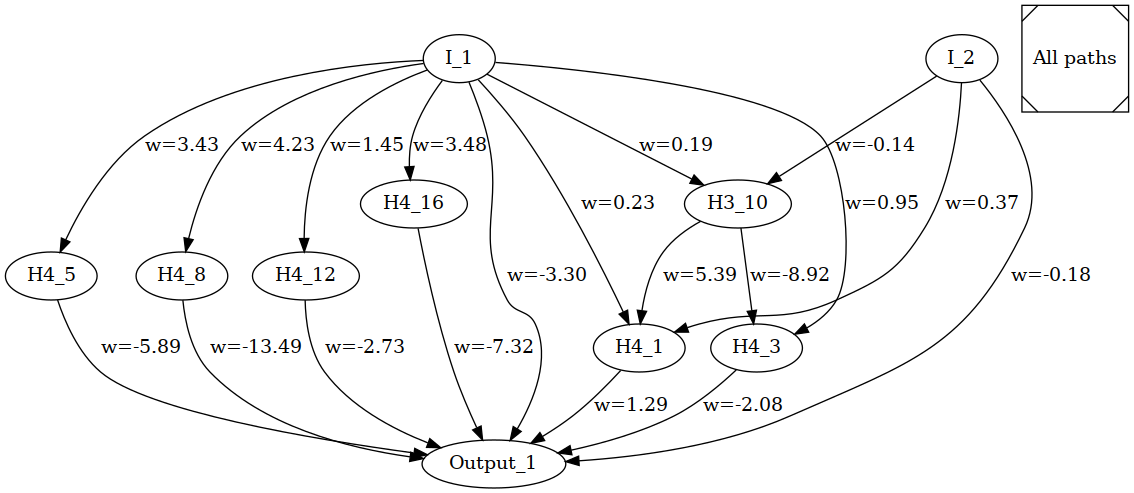 I_1
I_2
All paths
w=3.43
w=4.23
w=1.45
w=3.48
w=0.19
w=-0.14
H4_16
H3_10
w=0.23
w=0.95
w=0.37
H4_5
H4_8
H4_12
w=-3.30
w=5.39
w=-8.92
w=-0.18
w=-5.89
w=-13.49
w=-2.73
w=-7.32
H4_1
H4_3
w=1.29
w=-2.08
Output_1